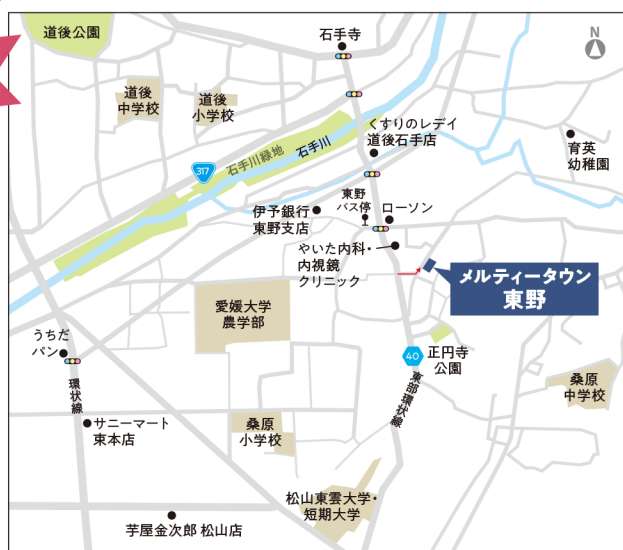 道後公園
石手寺
N
道後
中学校
道後
小学校
くすりのレデイ
道後石手店
石手川緑地
石手川
317
育英
幼稚園
東野
バス停
ローソン
伊予銀行
東野支店
やいた内科・
内視鏡
クリニック
メルティータウン
東野
愛媛大学
農学部
うちだ
パン
40
正円寺
公園
環状線
東部環状線
桑原
中学校
サニーマート
東本店
桑原
小学校
松山東雲大学・
短期大学
芋屋金次郎 松山店